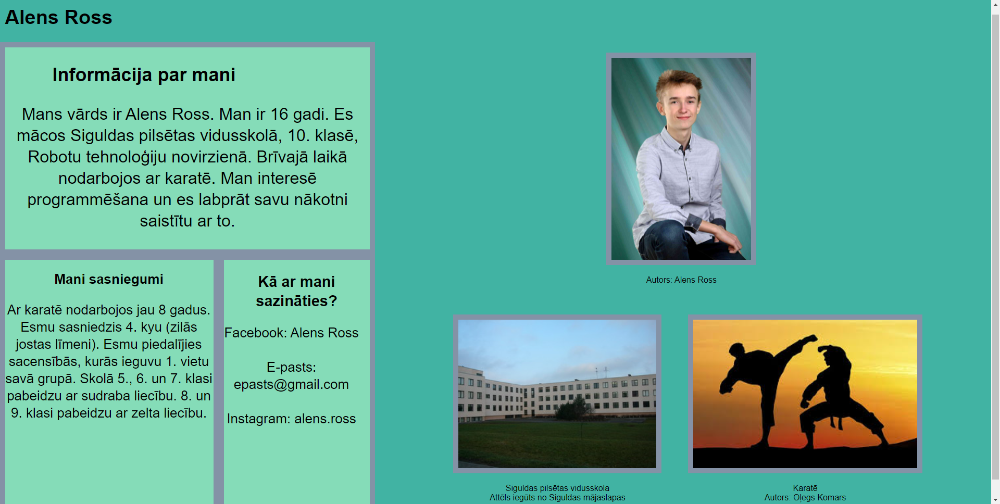 Alens Ross
Informācija par mani
Mans vārds ir Alens Ross. Man ir 16 gadi. Es
mācos Siguldas pilsētas vidusskolā, 10. klasē,
Robotu tehnoloģiju novirzienā. Brīvajā laikā
nodarbojos ar karatē. Man interesē
programmēšana un es labprāt savu nākotni
saistītu ar to.
Mani sasniegumi
Ar karatē nodarbojos jau 8 gadus.
Esmu sasniedzis 4. kyu (zilās
jostas līmeni). Esmu piedalījies
sacensībās, kurās ieguvu 1. vietu
savā grupā. Skolā 5., 6. un 7. klasi
pabeidzu ar sudraba liecību. 8. un
9. klasi pabeidzu ar zelta liecību.
Kā ar mani
sazināties?
Facebook: Alens Ross
E-pasts:
epasts@gmail.com
Instagram: alens.ross
Autors: Alens Ross
Siguldas pilsētas vidusskola
Attēls iegūts no Siguldas mājaslapas
Karatē
Autors: Oļegs Komars